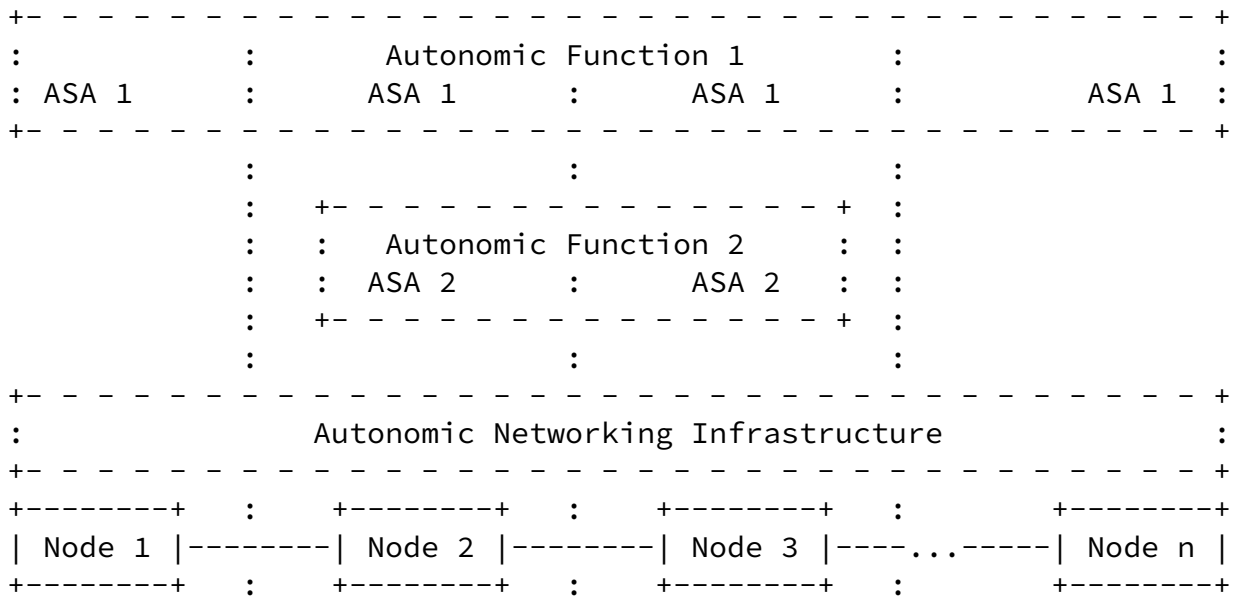 +- - - - - - - - - - - - - - - - - - - - - - - - - - - - - - - - - +
:            :       Autonomic Function 1        :                 :
: ASA 1      :      ASA 1      :      ASA 1      :          ASA 1  :
+- - - - - - - - - - - - - - - - - - - - - - - - - - - - - - - - - +
             :                 :                 :
             :   +- - - - - - - - - - - - - - +  :
             :   :   Autonomic Function 2     :  :
             :   :  ASA 2      :      ASA 2   :  :
             :   +- - - - - - - - - - - - - - +  :
             :                 :                 :
+- - - - - - - - - - - - - - - - - - - - - - - - - - - - - - - - - +
:                Autonomic Networking Infrastructure               :
+- - - - - - - - - - - - - - - - - - - - - - - - - - - - - - - - - +
+--------+   :    +--------+   :    +--------+   :        +--------+
| Node 1 |--------| Node 2 |--------| Node 3 |----...-----| Node n |
+--------+   :    +--------+   :    +--------+   :        +--------+